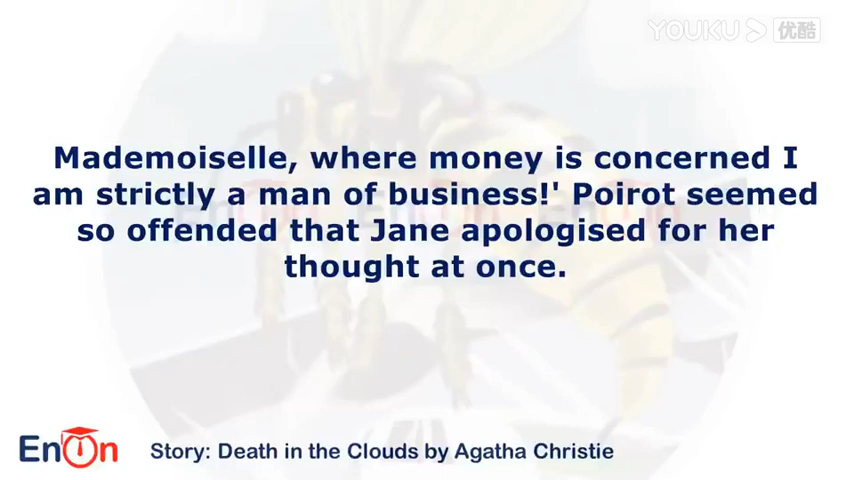 YOUKU 优酷
Mademoiselle, where money is concerned I
am strictly a man of business!' Poirot seemed
so offended that Jane apologised for her
thought at once.
EnOn
Story: Death in the Clouds by Agatha Christie